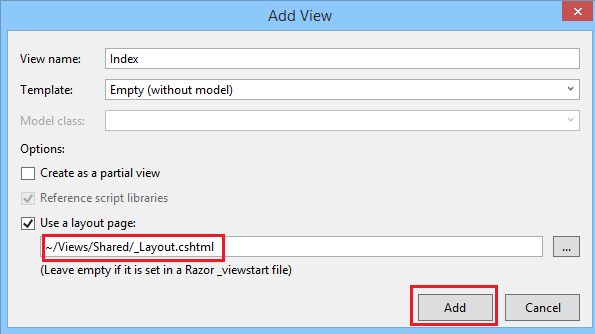 Add View
View name: Index
Template: Empty (without model)
Model class:
Options:
Create as a partial view
Reference script libraries
Use a layout page:
~/Views/Shared/_Layout.cshtml ...
(Leave empty if it is set in a Razor _viewstart file)
Add Cancel